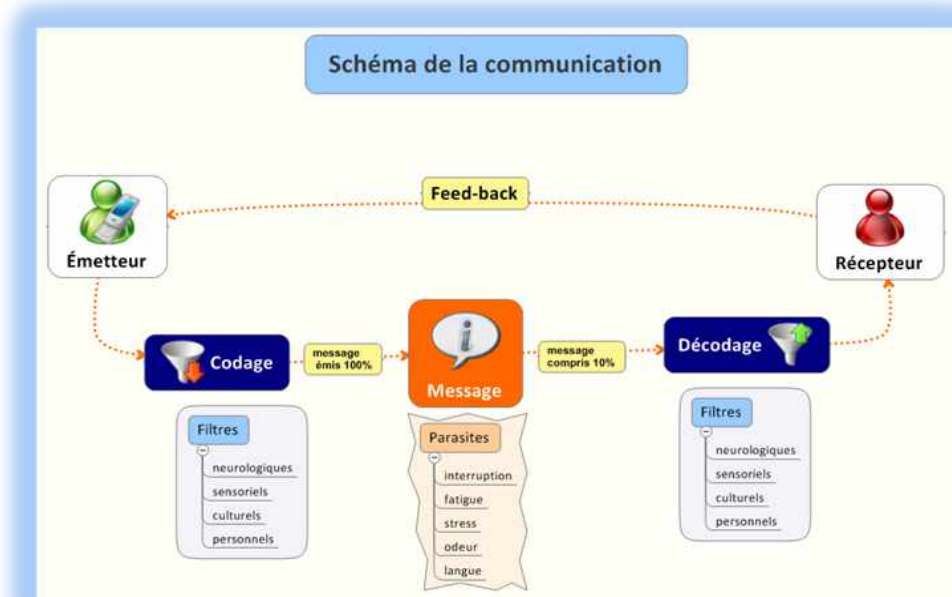 Schéma de la communication
Feed-back
Émetteur
Récepteur
Codage
message
émis 100%
Message
message
compris 10%
Décodage
Filtres
neurologiques
sensoriels
culturels
personnels
Parasites
interruption
fatigue
stress
odeur
langue
Filtres
neurologiques
sensoriels
culturels
personnels